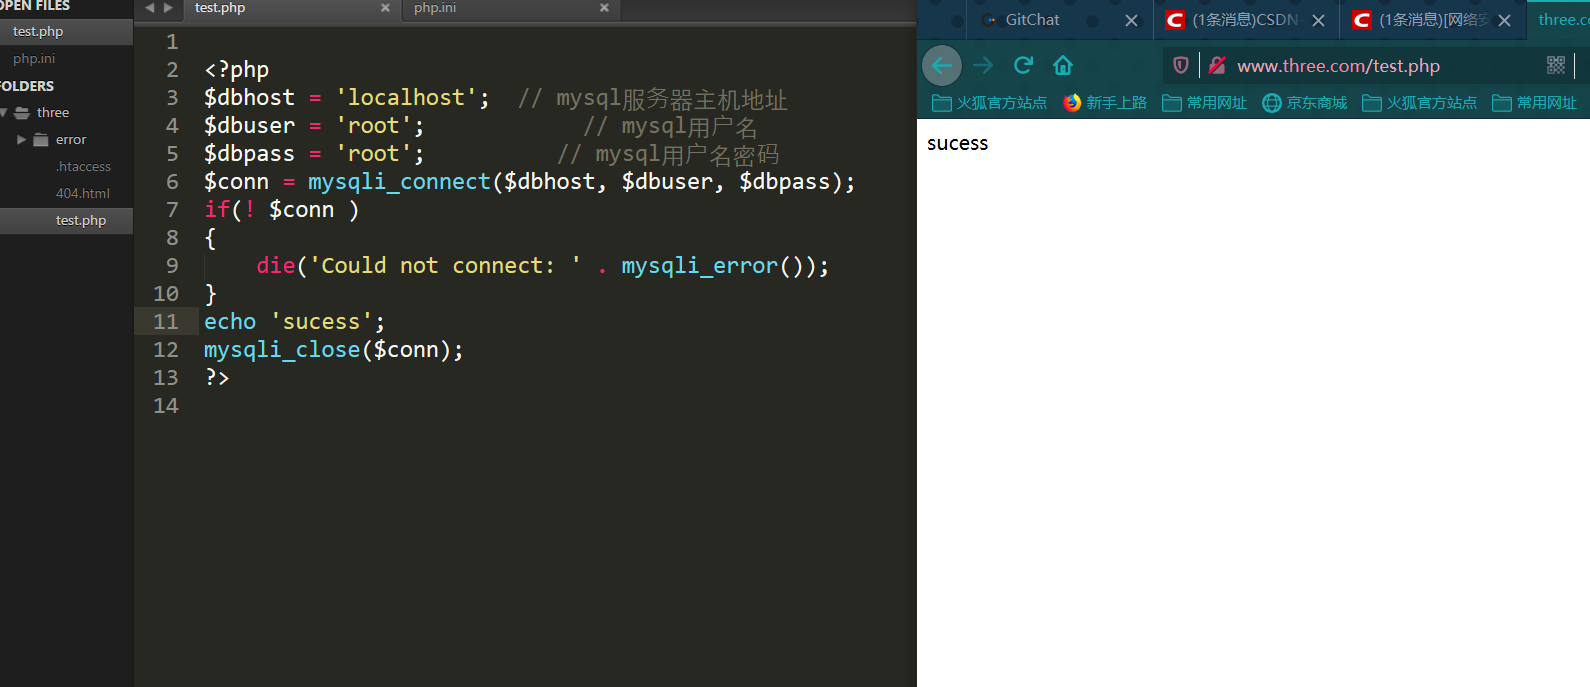 OPEN FILES
test.php
php.ini
FOLDERS
three
error
.htaccess
404.html
test.php
test.php
php.ini
1
2 <?php
3 $dbhost = 'localhost';  // mysql服务器主机地址
4 $dbuser = 'root';            // mysql用户名
5 $dbpass = 'root';          // mysql用户名密码
6 $conn = mysqli_connect($dbhost, $dbuser, $dbpass);
7 if(! $conn )
8 {
9     die('Could not connect: ' . mysqli_error());
10 }
11 echo 'sucess';
12 mysqli_close($conn);
13 ?>
14
GitChat
(1条消息)CSDN
(1条消息)[网络安
three.co
www.three.com/test.php
火狐官方站点 新手上路 常用网址 京东商城 火狐官方站点 常用网址
sucess